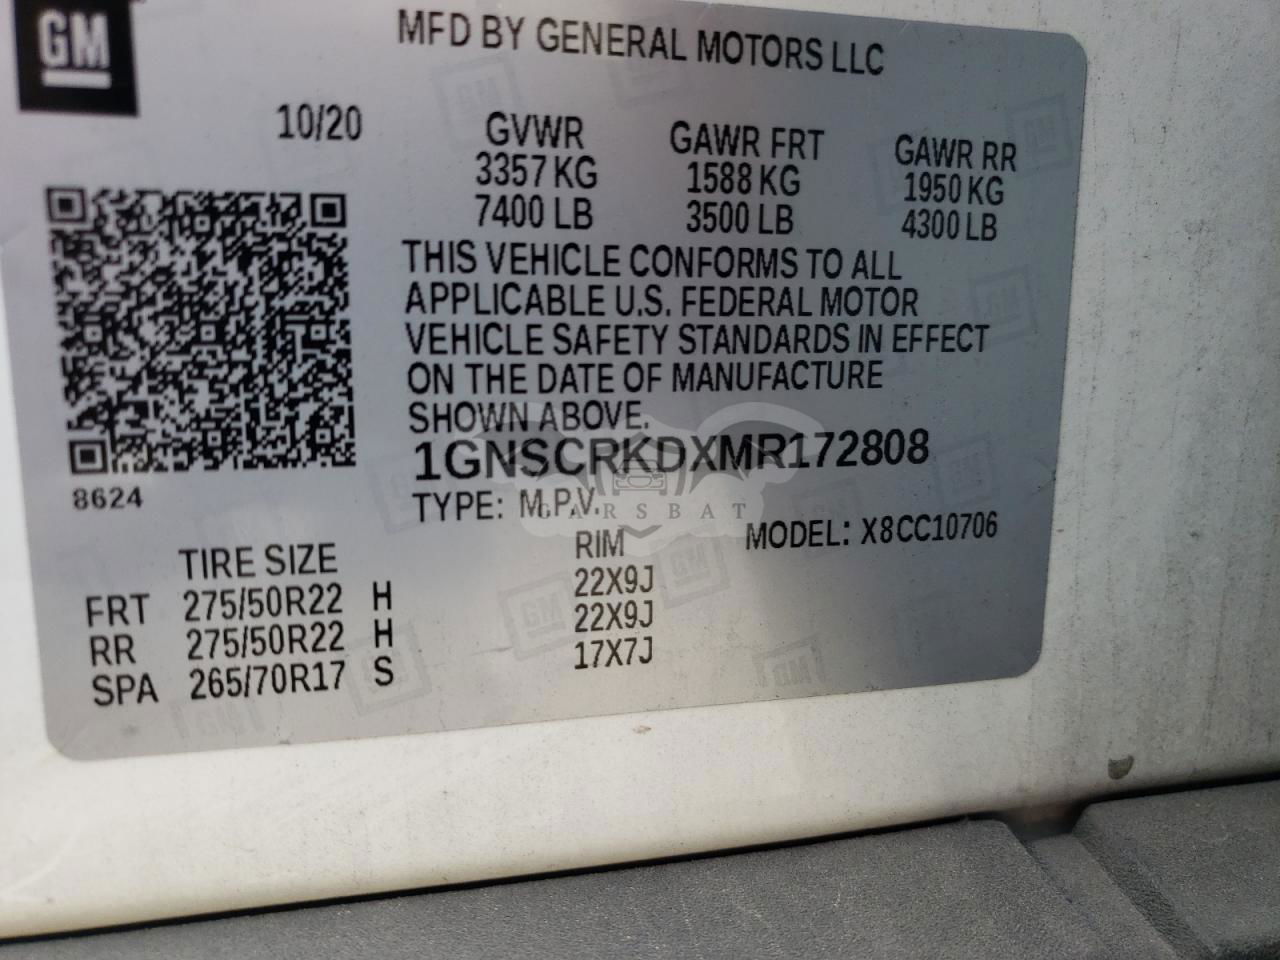 GM
MFD BY GENERAL MOTORS LLC
10/20
GVWR GAWR FRT GAWR RR
3357 KG 1588 KG 1950 KG
7400 LB 3500 LB 4300 LB
THIS VEHICLE CONFORMS TO ALL
APPLICABLE U.S. FEDERAL MOTOR
VEHICLE SAFETY STANDARDS IN EFFECT
ON THE DATE OF MANUFACTURE
SHOWN ABOVE.
1GNSCRKDXMR172808
8624
TYPE: M.P.V.
CARSBAT
MODEL: X8CC10706
TIRE SIZE RIM
FRT 275/50R22 H 22X9J
RR 275/50R22 H 22X9J
SPA 265/70R17 S 17X7J